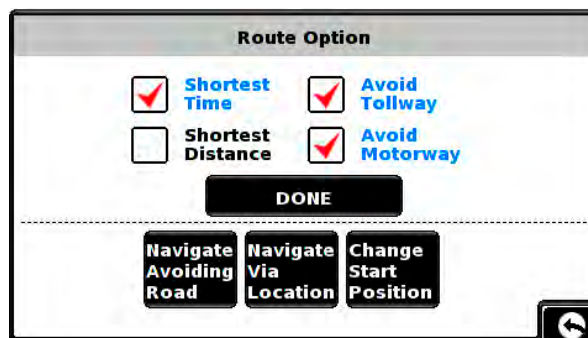 Route Option
Shortest
Time
Avoid
Tollway
Shortest
Distance
Avoid
Motorway
DONE
Navigate
Avoiding
Road
Navigate
Via
Location
Change
Start
Position